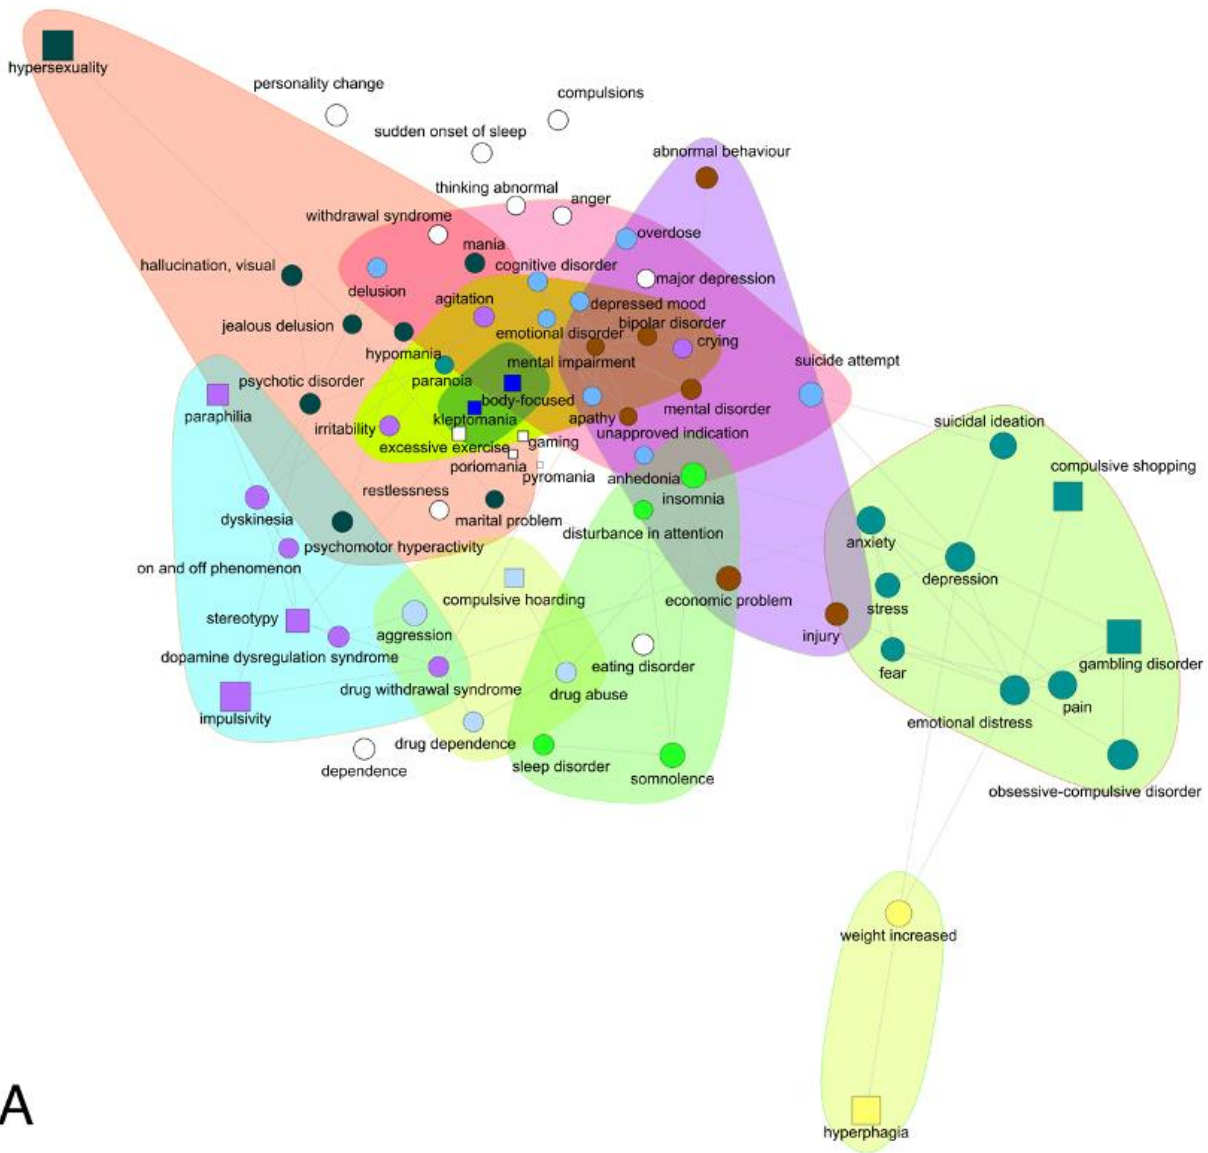 hypersexuality
personality change
compulsions
sudden onset of sleep
abnormal behaviour
thinking abnormal
anger
withdrawal syndrome
overdose
mania
hallucination, visual
cognitive disorder
major depression
delusion
agitation
depressed mood
jealous delusion
emotional disorder
bipolar disorder
crying
hypomania
mental impairment
suicide attempt
psychotic disorder
paranoia
paraphilia
body-focused
mental disorder
kleptomania
apathy
irritability
unapproved indication
suicidal ideation
excessive exercise
gaming
poriomania
compulsive shopping
pyromania
anhedonia
restlessness
insomnia
dyskinesia
marital problem
disturbance in attention
anxiety
psychomotor hyperactivity
on and off phenomenon
depression
compulsive hoarding
economic problem
stress
stereotypy
aggression
injury
dopamine dysregulation syndrome
eating disorder
gambling disorder
fear
drug withdrawal syndrome
drug abuse
pain
impulsivity
emotional distress
drug dependence
dependence
sleep disorder
somnolence
obsessive-compulsive disorder
weight increased
A
hyperphagia